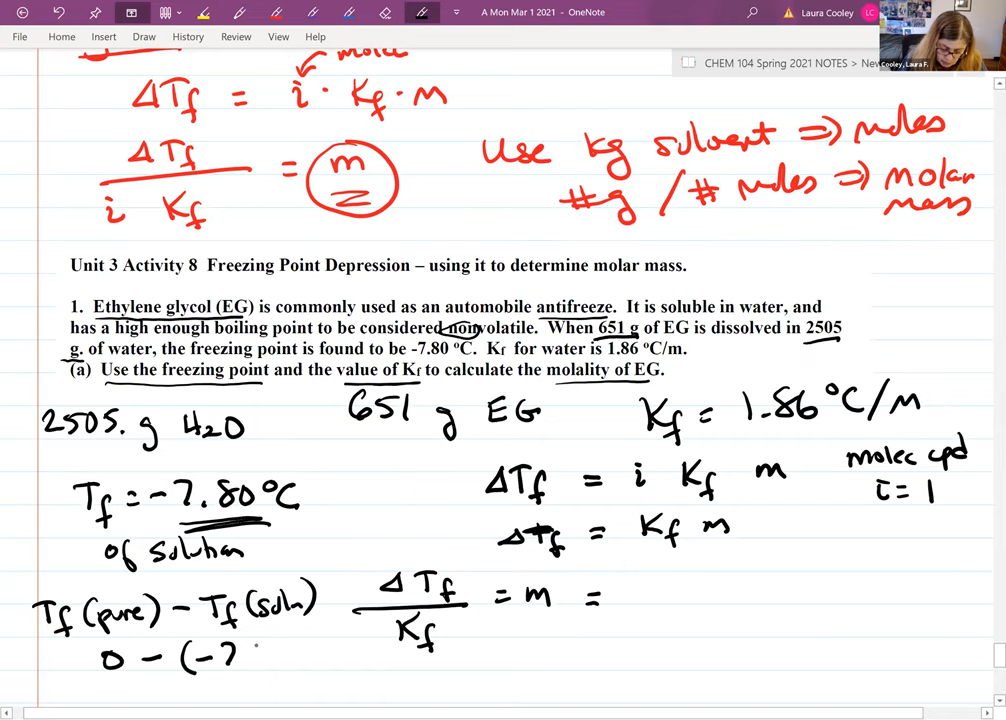 A Mon Mar 1 2021 - OneNote
Laura Cooley LC
File Home Insert Draw History Review View Help
Cooley, Laura F.
CHEM 104 Spring 2021 NOTES > New
molec
ΔTf = i · Kf · m
ΔTf / i Kf = m
Use kg solvent => moles
#g / # moles => molar mass
Unit 3 Activity 8 Freezing Point Depression – using it to determine molar mass.
1. Ethylene glycol (EG) is commonly used as an automobile antifreeze. It is soluble in water, and
has a high enough boiling point to be considered nonvolatile. When 651 g of EG is dissolved in 2505
g. of water, the freezing point is found to be -7.80 °C. Kf for water is 1.86 °C/m.
(a) Use the freezing point and the value of Kf to calculate the molality of EG.
2505. g H2O 651 g EG Kf = 1.86 °C/m
ΔTf = i Kf m molec cpd
i = 1
Tf = -7.80 °C
of solution
ΔTf = Kf m
Tf (pure) - Tf (soln) ΔTf / Kf = m =
0 - (-7